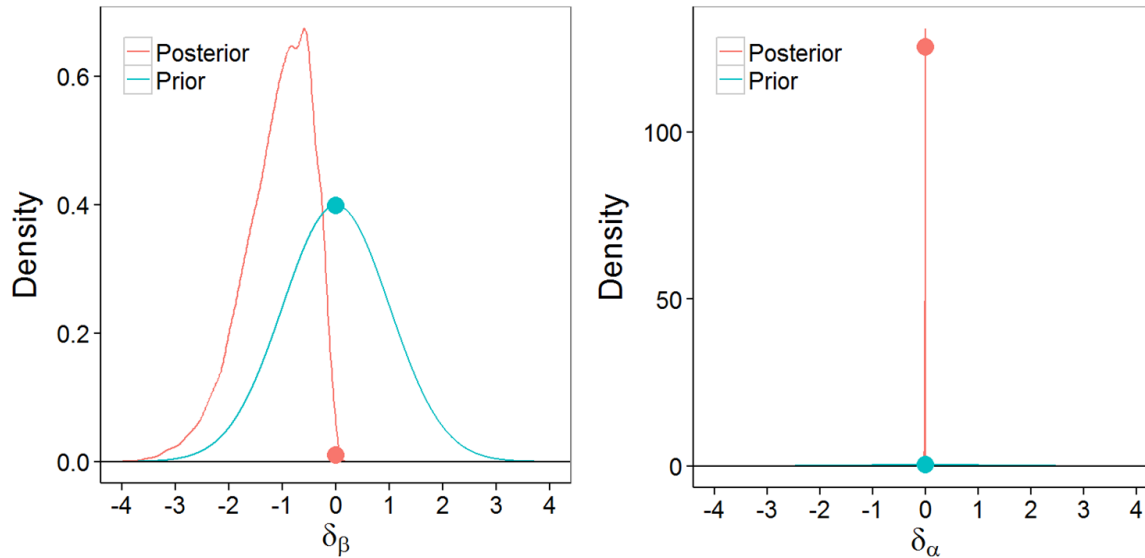 Posterior
Prior
Density
0.6
0.4
0.2
0.0
-4 -3 -2 -1 0 1 2 3 4
δβ
Posterior
Prior
Density
100
50
0
-4 -3 -2 -1 0 1 2 3 4
δα